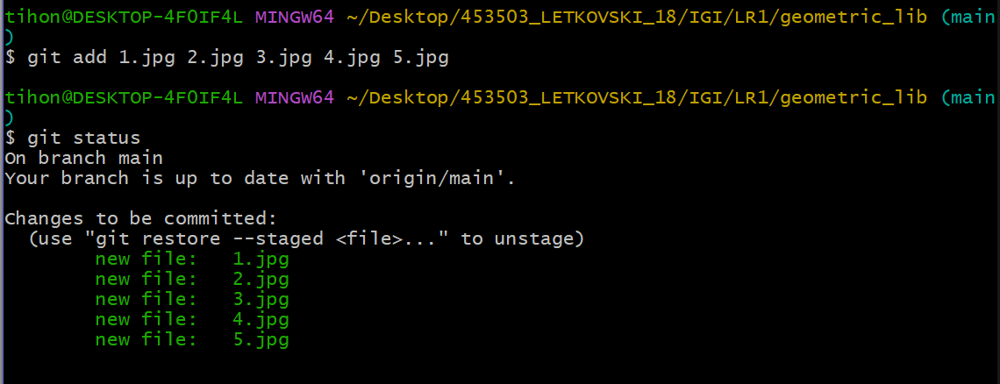 tihon@DESKTOP-4F0IF4L MINGW64 ~/Desktop/453503_LETKOVSKI_18/IGI/LR1/geometric_lib (main
)
$ git add 1.jpg 2.jpg 3.jpg 4.jpg 5.jpg
tihon@DESKTOP-4F0IF4L MINGW64 ~/Desktop/453503_LETKOVSKI_18/IGI/LR1/geometric_lib (main
)
$ git status
On branch main
Your branch is up to date with 'origin/main'.
Changes to be committed:
  (use "git restore --staged <file>..." to unstage)
        new file:   1.jpg
        new file:   2.jpg
        new file:   3.jpg
        new file:   4.jpg
        new file:   5.jpg